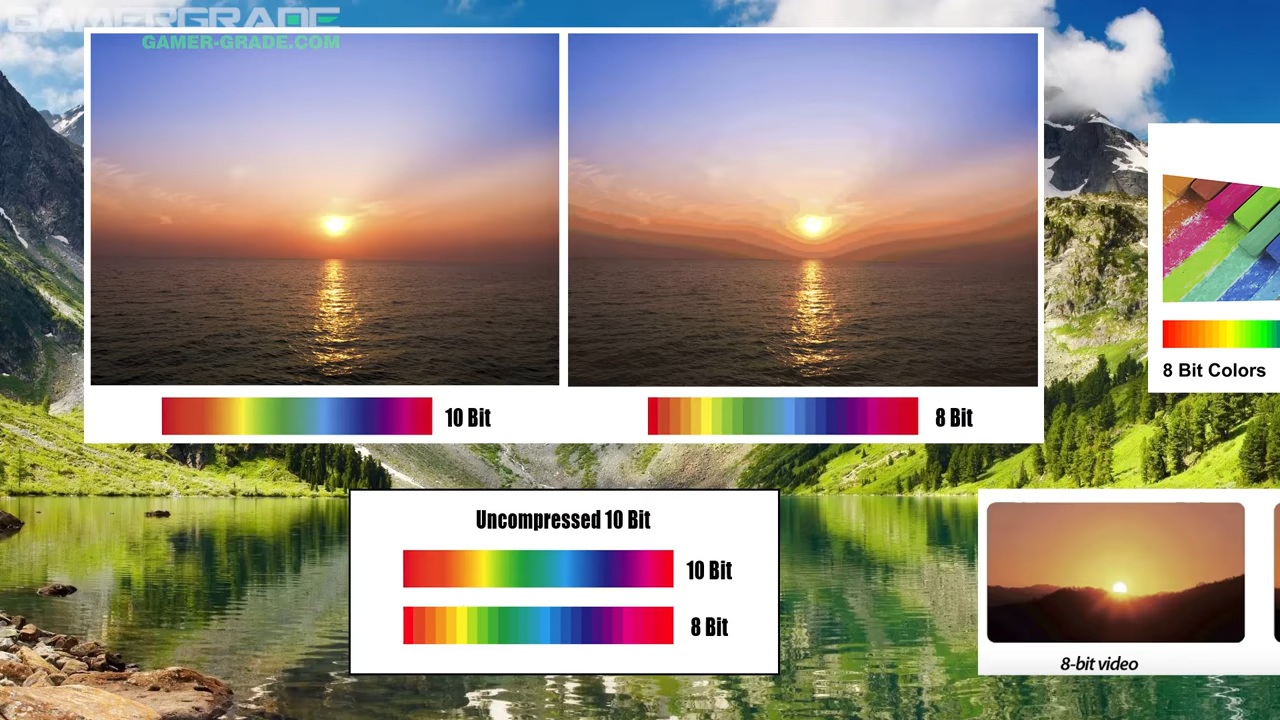 GAMERGRADE
GAMER-GRADE.COM
10 Bit
8 Bit
8 Bit Colors
Uncompressed 10 Bit
10 Bit
8 Bit
8-bit video